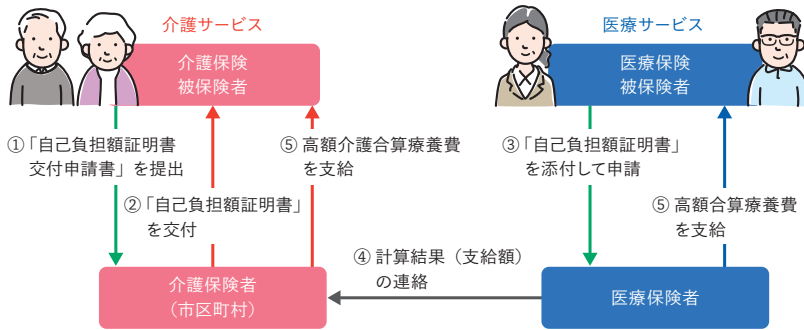 介護サービス
介護保険
被保険者
医療サービス
医療保険
被保険者
①「自己負担額証明書
交付申請書」を提出
②「自己負担額証明書」
を交付
⑤ 高額介護合算療養費
を支給
③「自己負担額証明書」
を添付して申請
⑤ 高額合算療養費
を支給
④ 計算結果（支給額）
の連絡
介護保険者
（市区町村）
医療保険者